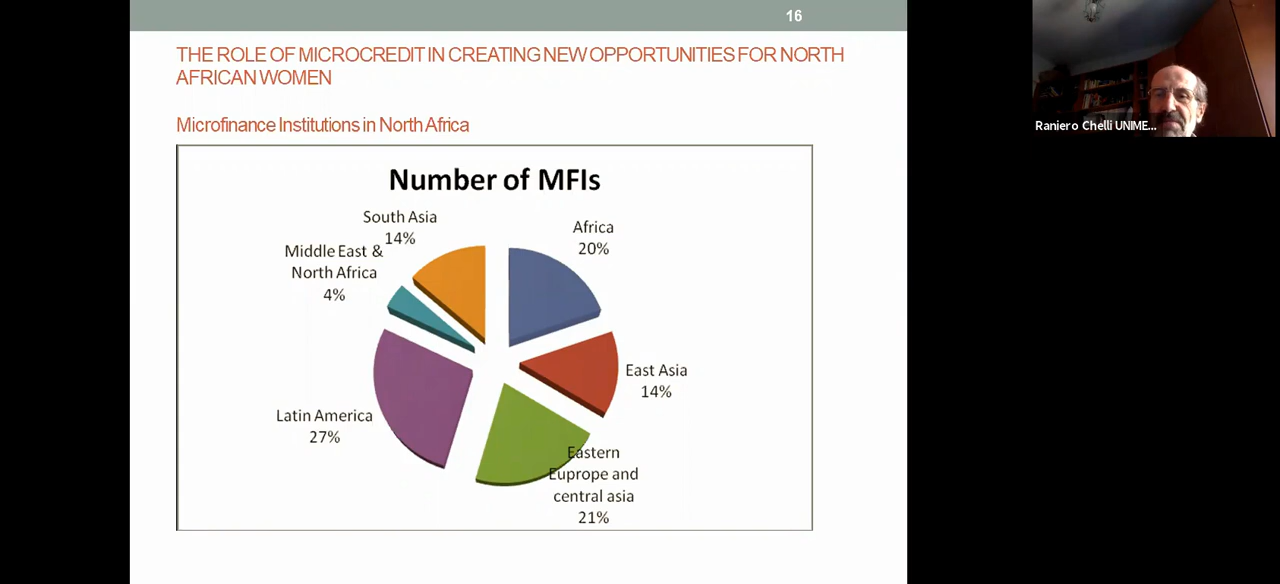 16
THE ROLE OF MICROCREDIT IN CREATING NEW OPPORTUNITIES FOR NORTH
AFRICAN WOMEN
Microfinance Institutions in North Africa
Number of MFIs
South Asia
14%
Africa
20%
Middle East &
North Africa
4%
East Asia
14%
Latin America
27%
Eastern
Euprope and
central asia
21%
Raniero Chelli UNIME...